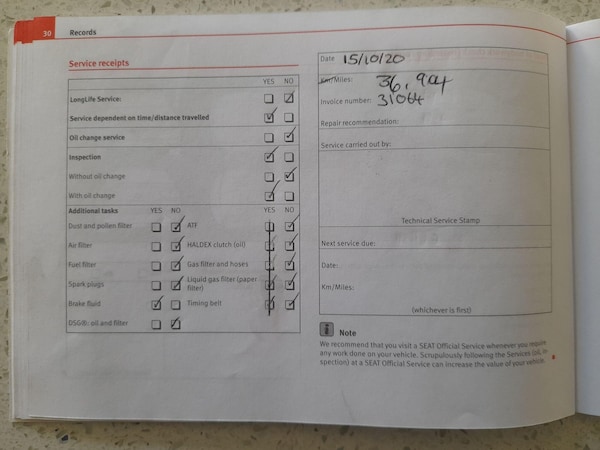 30 Records
Service receipts
YES NO
LongLife Service:
Service dependent on time/distance travelled
Oil change service
Inspection
Without oil change
With oil change
Additional tasks YES NO YES NO
Dust and pollen filter ATF
Air filter HALDEX clutch (oil)
Fuel filter Gas filter and hoses
Spark plugs Liquid gas filter (paper
filter)
Brake fluid Timing belt
DSG®: oil and filter
Date 15/10/20
Km/Miles: 36,904
Invoice number: 31064
Repair recommendation:
Service carried out by:
Technical Service Stamp
Next service due:
Date:
Km/Miles:
(whichever is first)
Note
We recommend that you visit a SEAT Official Service whenever you require
any work done on your vehicle. Scrupulously following the Services (oil, in-
spection) at a SEAT Official Service can increase the value of your vehicle.